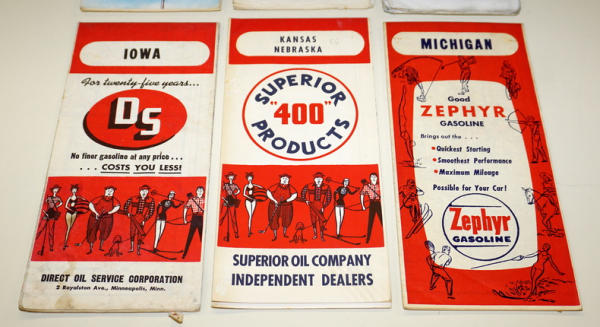 IOWA
For twenty-five years...
DS
No finer gasoline at any price...
...COSTS YOU LESS!
DIRECT OIL SERVICE CORPORATION
2 Royalston Ave., Minneapolis, Minn.
KANSAS
NEBRASKA
SUPERIOR
"400"
PRODUCTS
SUPERIOR OIL COMPANY
INDEPENDENT DEALERS
MICHIGAN
Good
ZEPHYR
GASOLINE
Brings out the ...
• Quickest Starting
• Smoothest Performance
• Maximum Mileage
Possible for Your Car!
Zephyr
GASOLINE